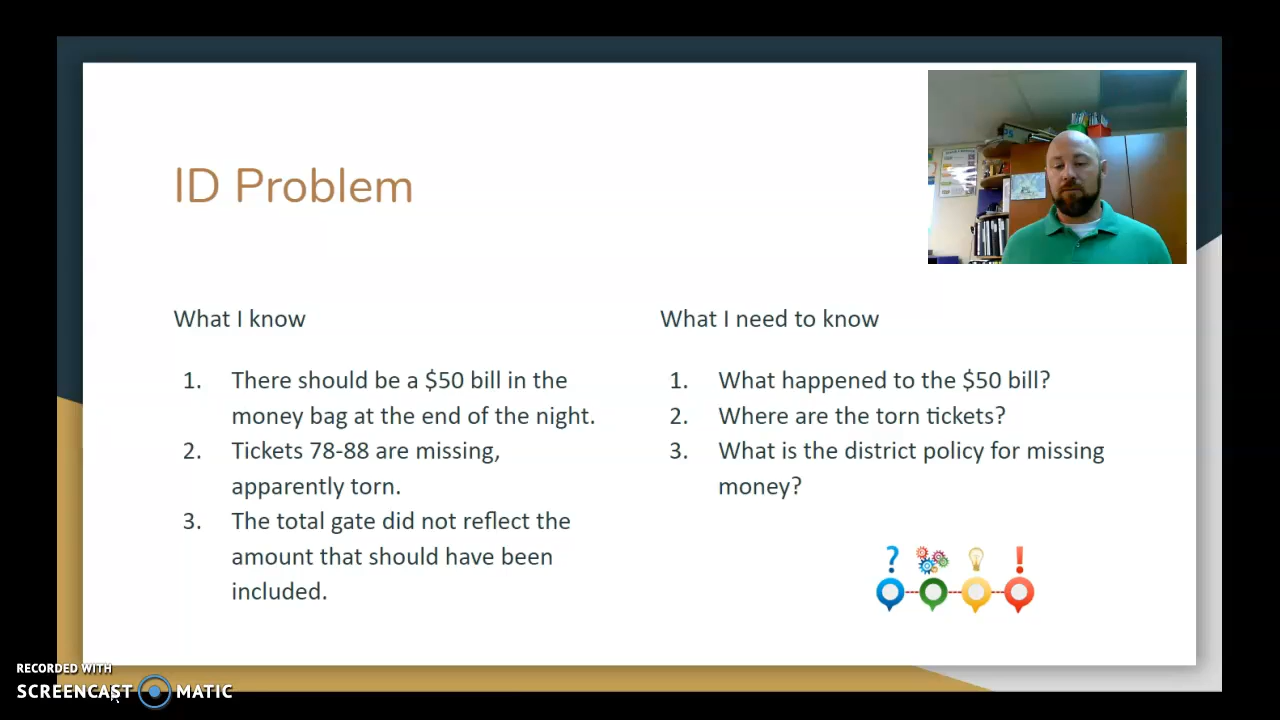 ID Problem
What I know
1. There should be a $50 bill in the
money bag at the end of the night.
2. Tickets 78-88 are missing,
apparently torn.
3. The total gate did not reflect the
amount that should have been
included.
What I need to know
1. What happened to the $50 bill?
2. Where are the torn tickets?
3. What is the district policy for missing
money?
? !
RECORDED WITH
SCREENCAST MATIC